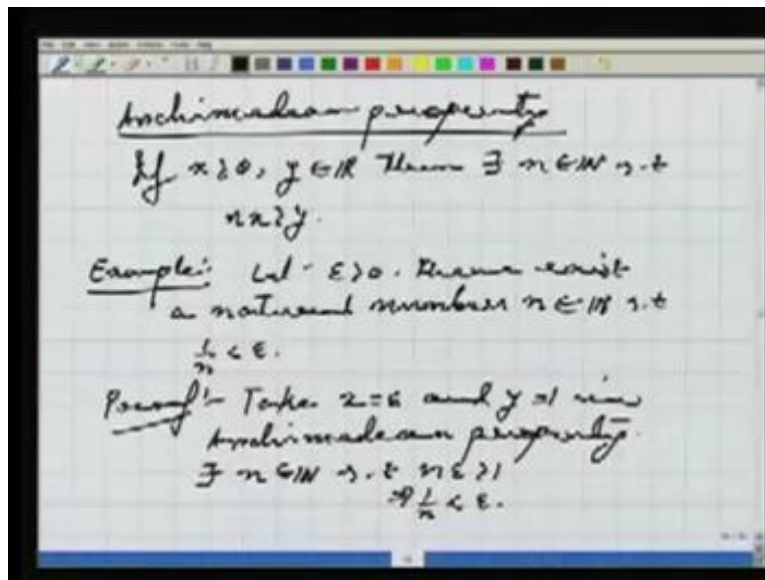 Archimedean property
If x > 0, y ∈ ℝ Then ∃ n ∈ ℕ s.t
nx > y.
Example:- Let ε > 0. There exist
a natural number n ∈ ℕ s.t
1/n < ε.
Proof:- Take x = ε and y = 1 in
Archimedean property.
∃ n ∈ ℕ s.t nε > 1
⇒ 1/n < ε.